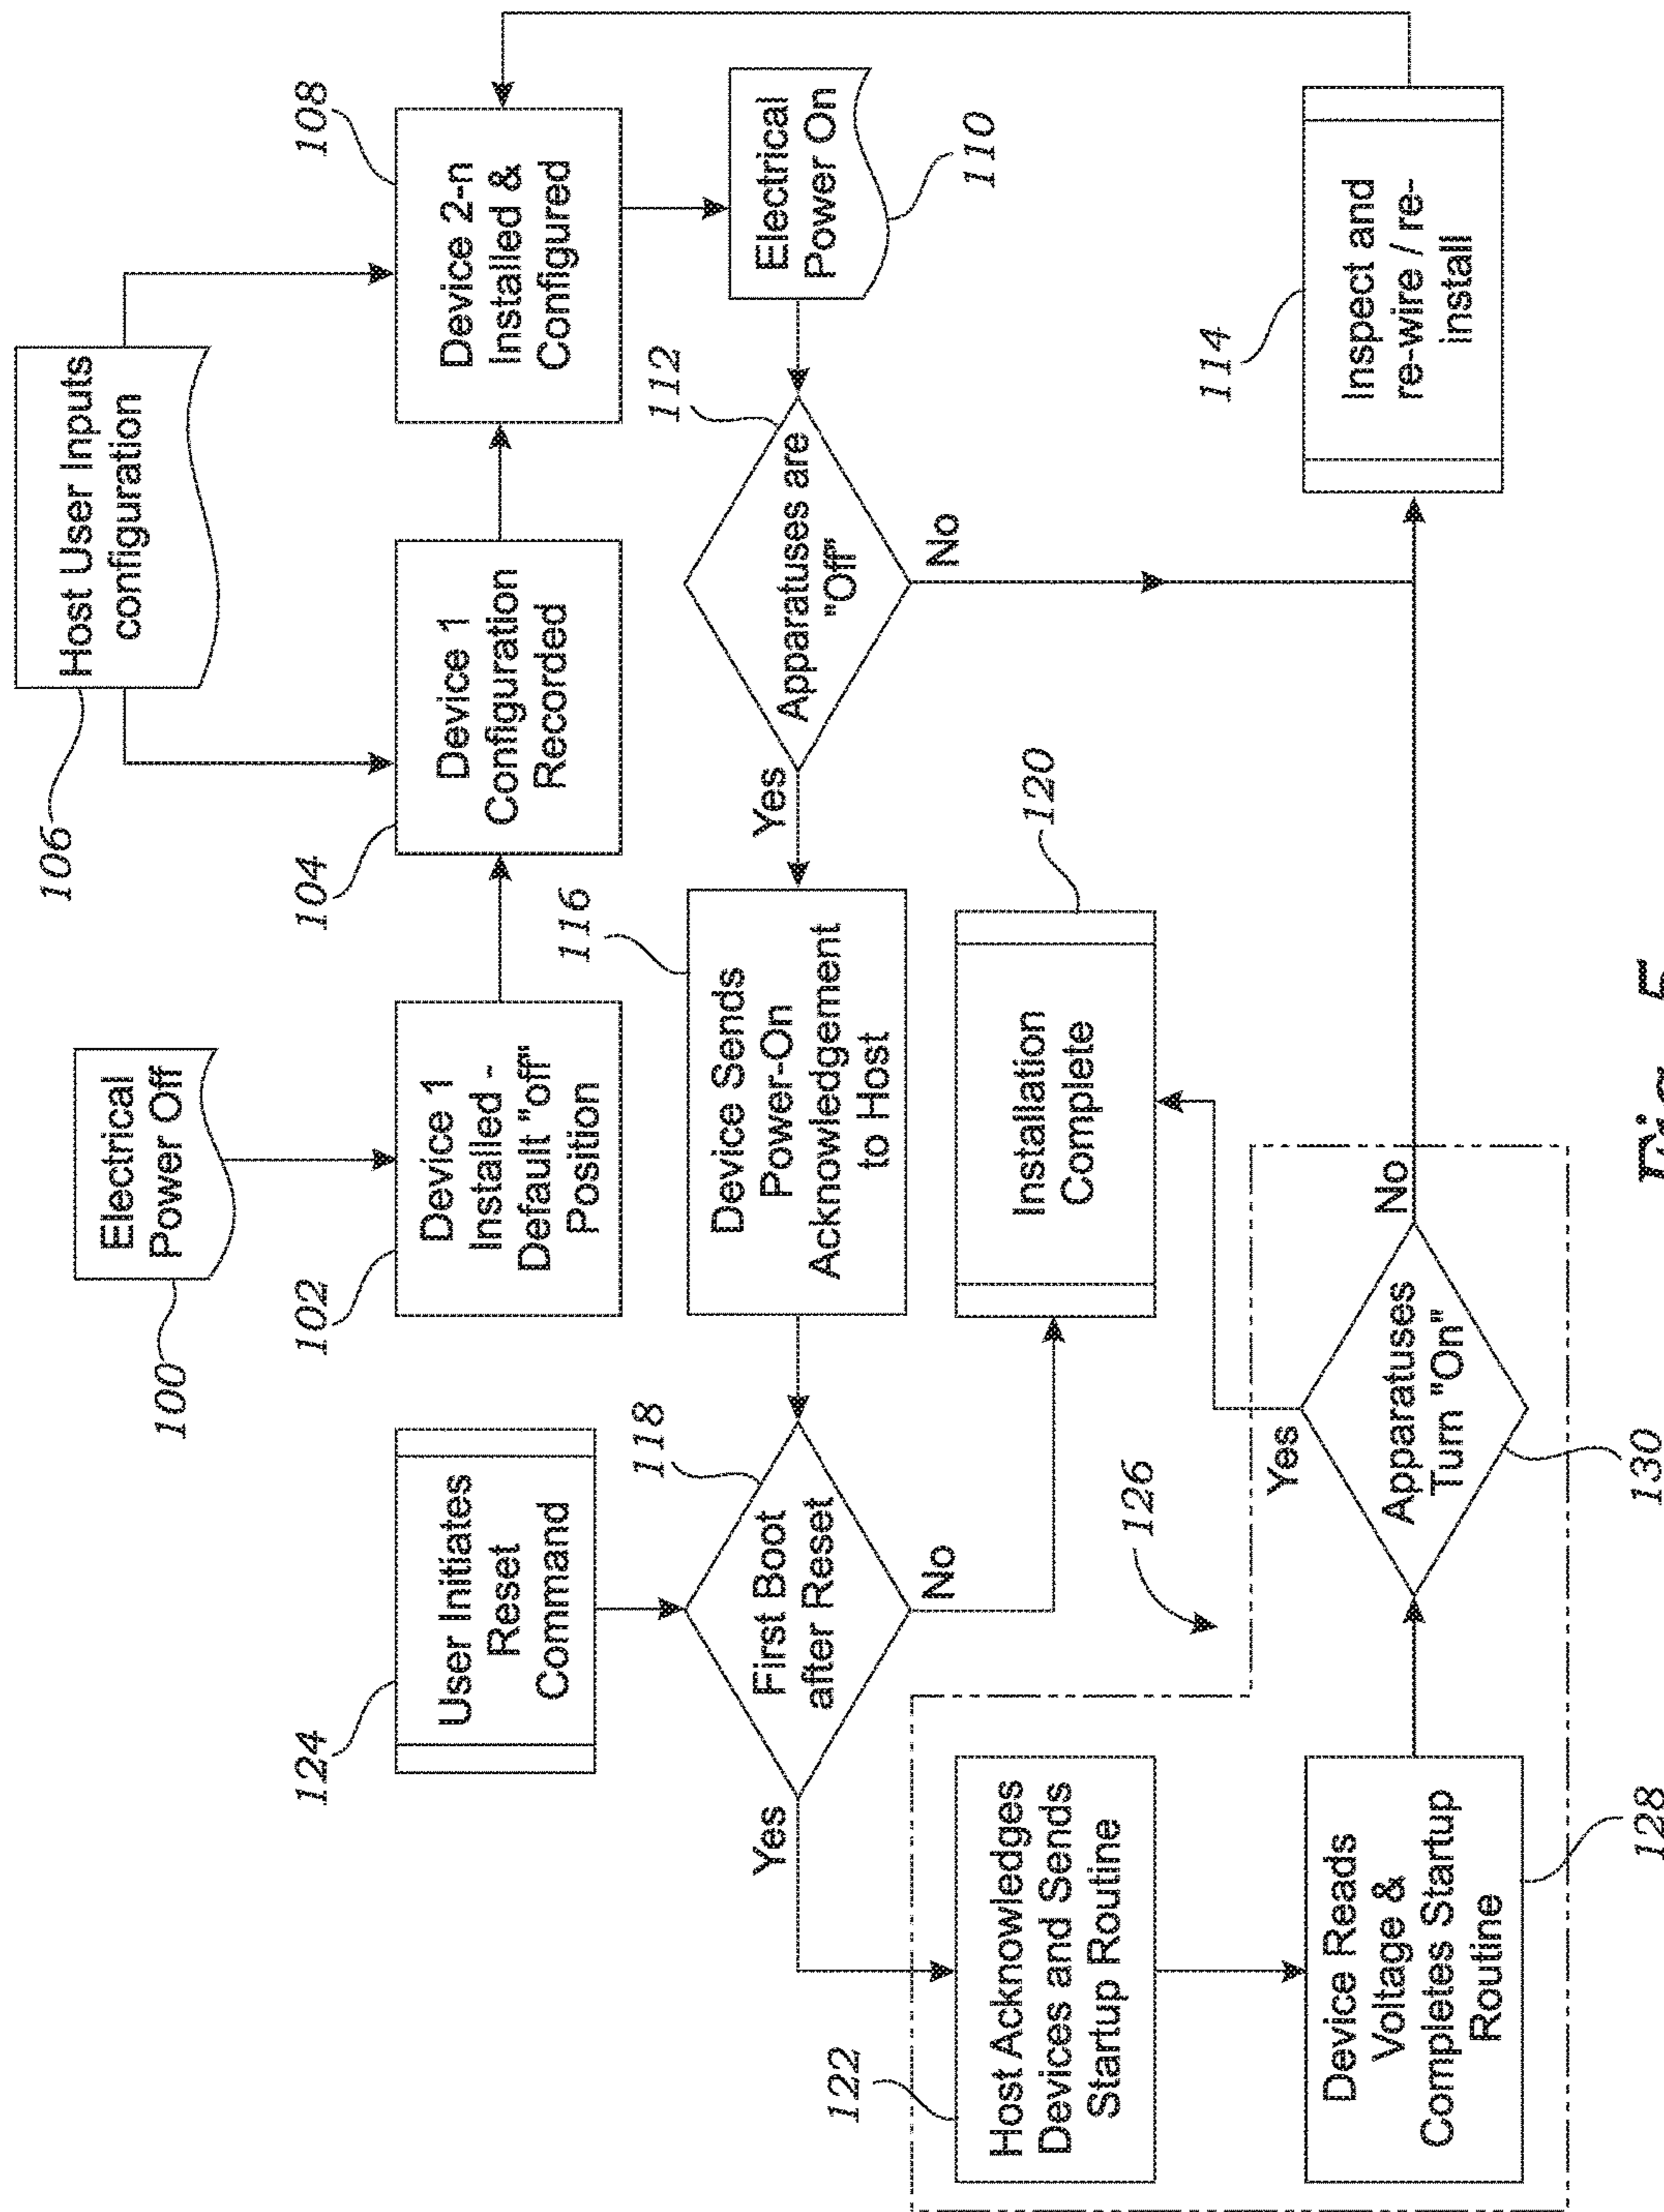 100
Electrical
Power Off
106
Host User Inputs
configuration
102
Device 1
Installed -
Default "off"
Position
104
Device 1
Configuration
Recorded
108
Device 2-n
Installed &
Configured
124
User Initiates
Reset
Command
110
Electrical
Power On
112
Apparatuses are
"Off"
Yes
No
116
Device Sends
Power-On
Acknowledgement
to Host
118
First Boot
after Reset
Yes
No
120
Installation
Complete
122
Host Acknowledges
Devices and Sends
Startup Routine
126
128
Device Reads
Voltage &
Completes Startup
Routine
130
Apparatuses
Turn "On"
Yes
No
114
Inspect and
re-wire / re-
install
Fig. 5